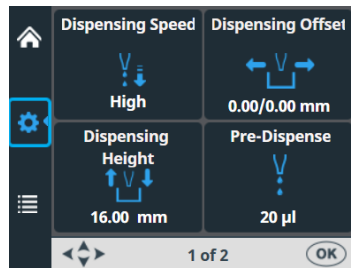 Dispensing Speed
High
Dispensing Offset
0.00/0.00 mm
Dispensing
Height
16.00 mm
Pre-Dispense
20 µl
1 of 2
OK